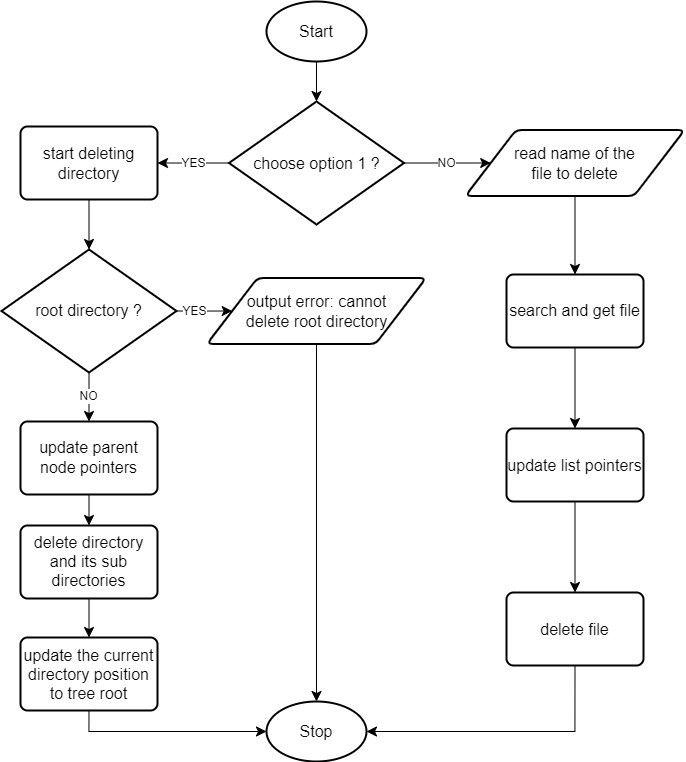 Start
choose option 1 ?
YES
NO
start deleting
directory
read name of the
file to delete
root directory ?
YES
output error: cannot
delete root directory
search and get file
NO
update parent
node pointers
update list pointers
delete directory
and its sub
directories
delete file
update the current
directory position
to tree root
Stop